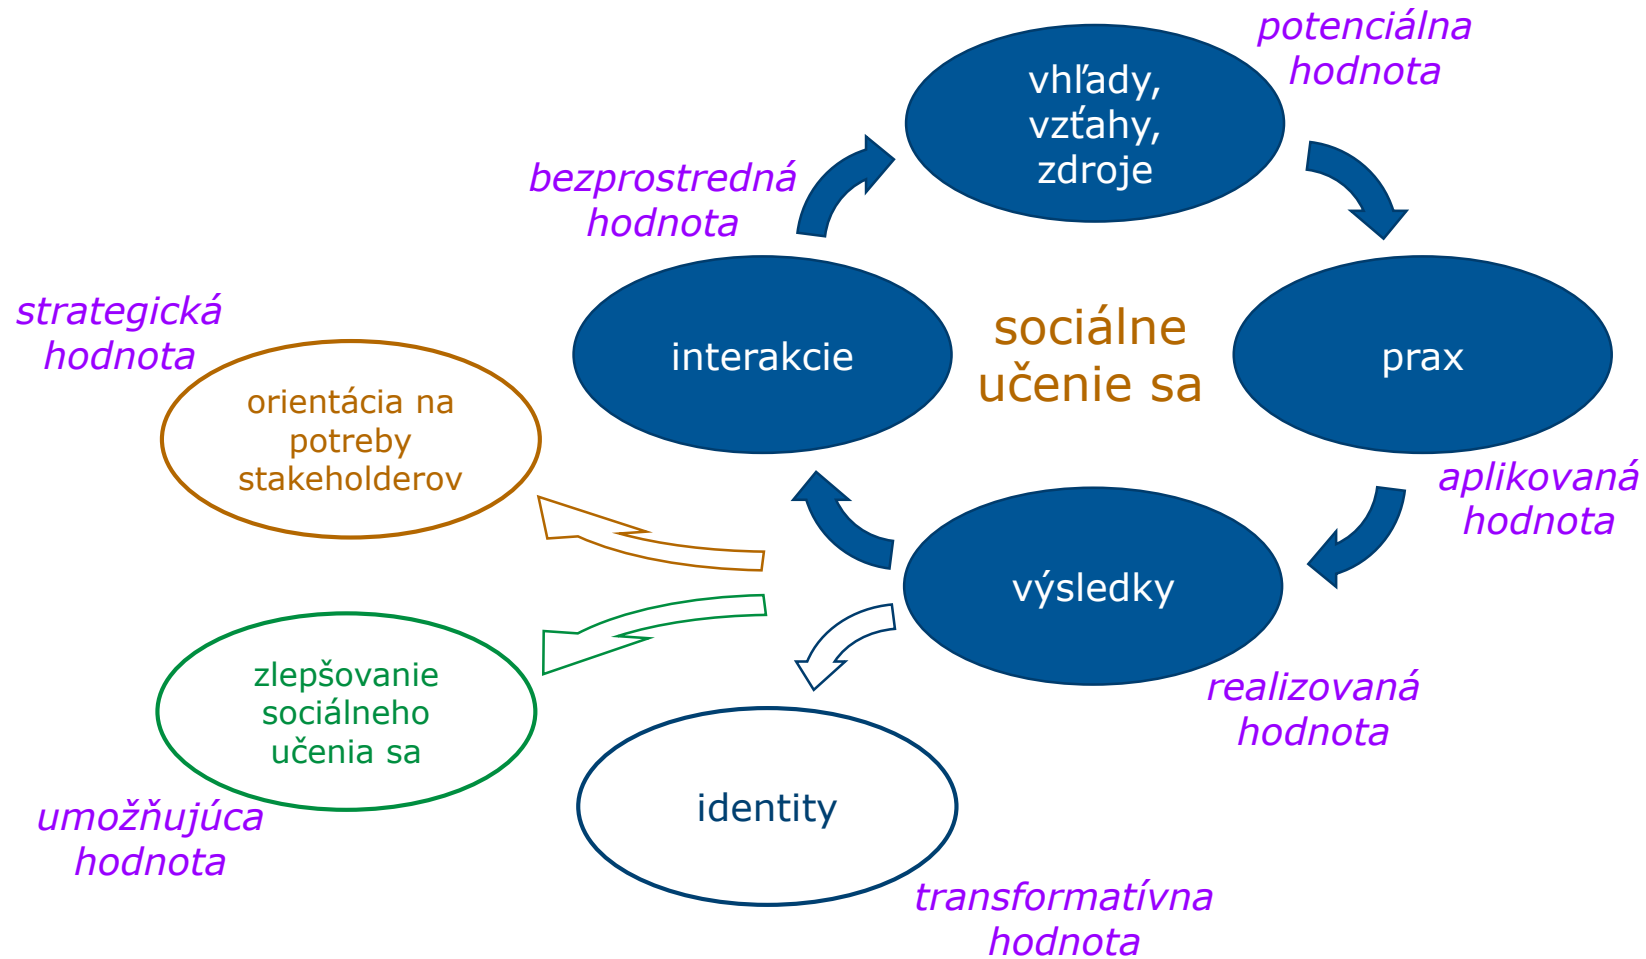 potenciálna
hodnota
vhľady,
vzťahy,
zdroje
bezprostredná
hodnota
interakcie
sociálne
učenie sa
prax
strategická
hodnota
orientácia na
potreby
stakeholderov
aplikovaná
hodnota
výsledky
realizovaná
hodnota
zlepšovanie
sociálneho
učenia sa
umožňujúca
hodnota
identity
transformatívna
hodnota